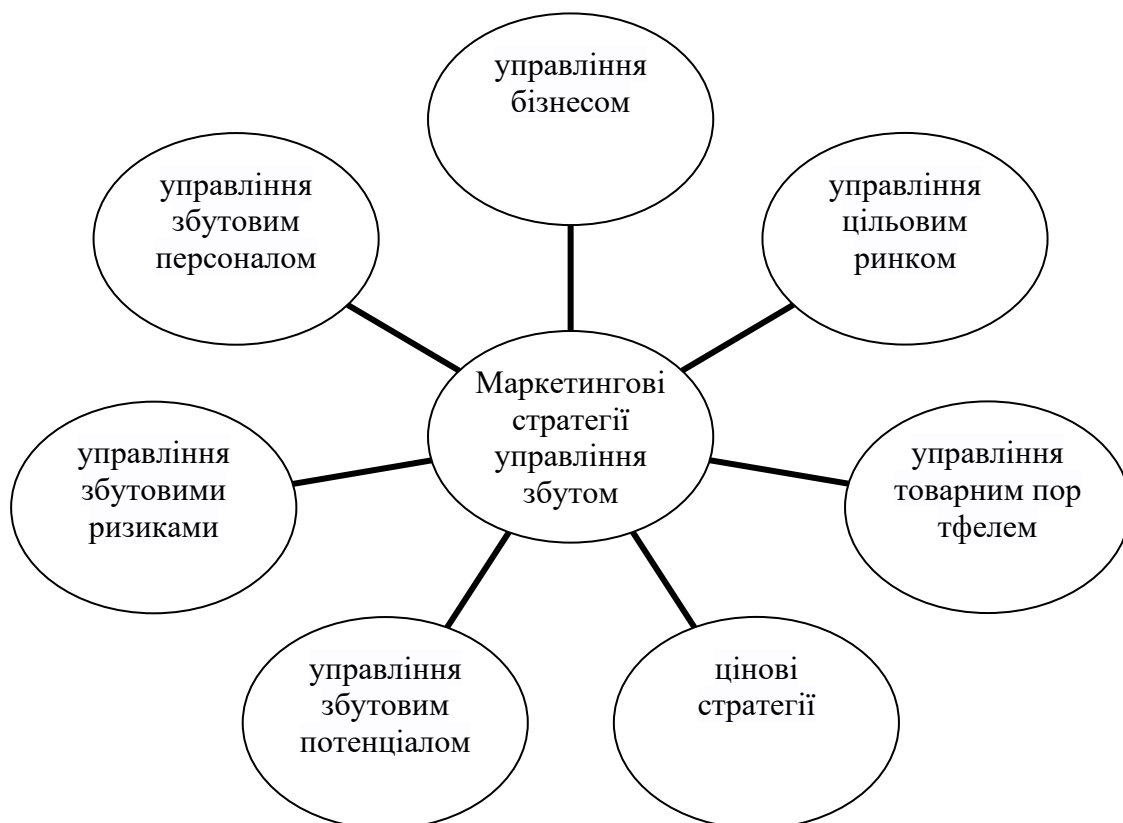 управління
бізнесом
управління
збутовим
персоналом
управління
цільовим
ринком
Маркетингові
стратегії
управління
збутом
управління
збутовими
ризиками
управління
товарним пор
тфелем
управління
збутовим
потенціалом
цінові
стратегії